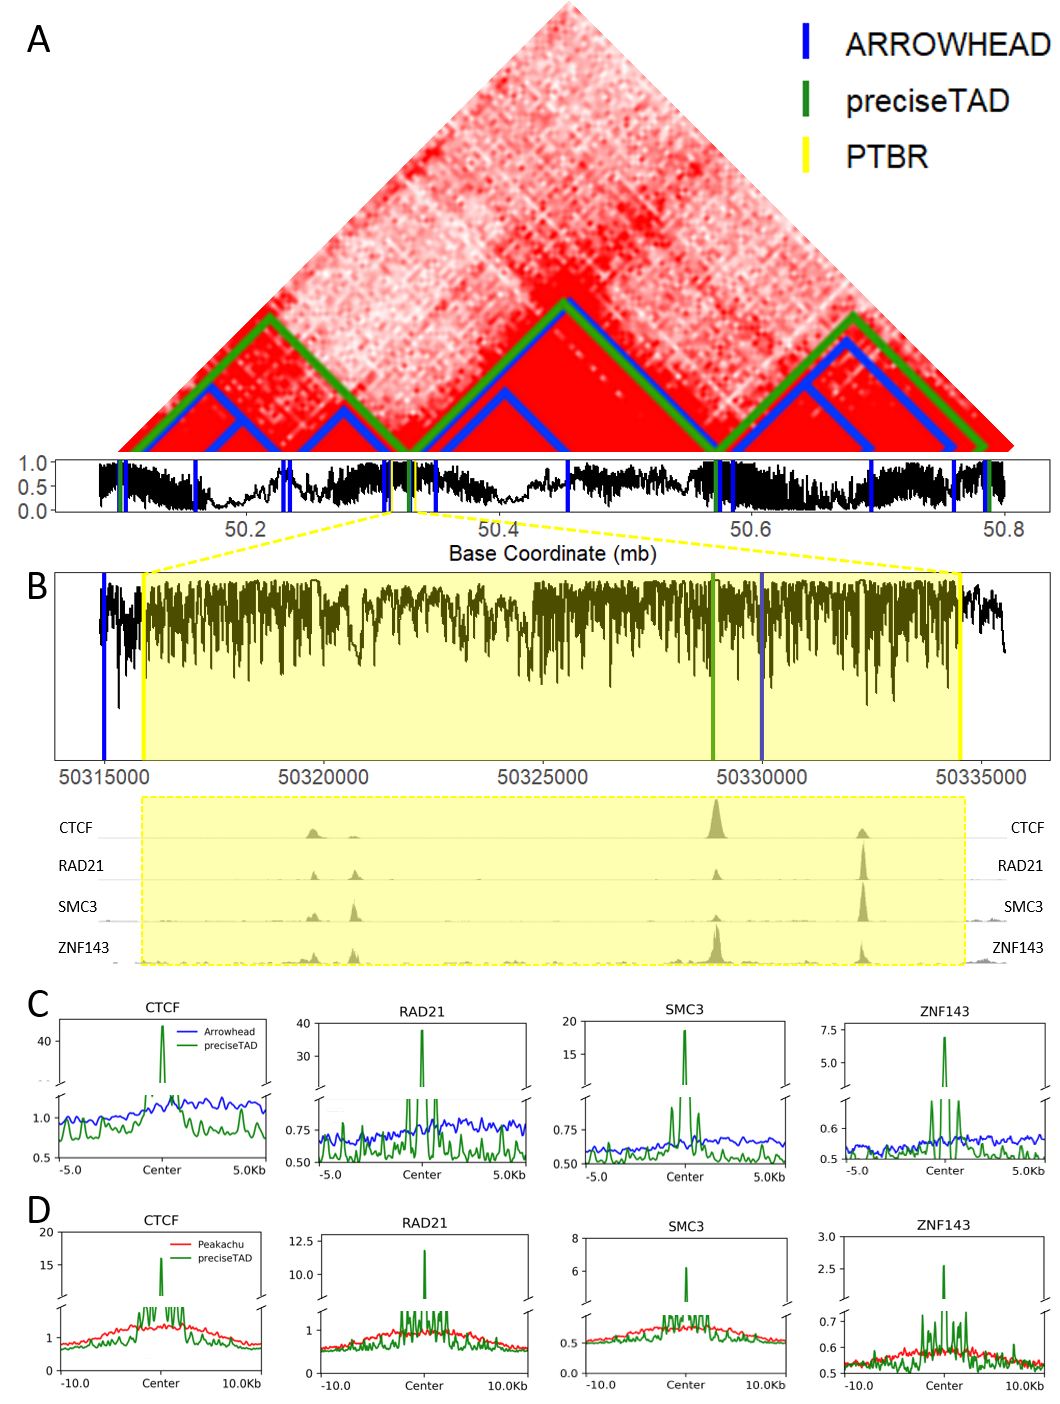 A
ARROWHEAD
preciseTAD
PTBR
1.0
0.5
0.0
50.2 50.4 50.6 50.8
Base Coordinate (mb)
B
50315000 50320000 50325000 50330000 50335000
CTCF CTCF
RAD21 RAD21
SMC3 SMC3
ZNF143 ZNF143
C
CTCF RAD21 SMC3 ZNF143
Arrowhead
preciseTAD
40
1.0
0.5
-5.0 Center 5.0Kb
40
30
0.75
0.50
-5.0 Center 5.0Kb
20
15
0.75
0.50
-5.0 Center 5.0Kb
7.5
5.0
0.6
0.5
-5.0 Center 5.0Kb
D
CTCF RAD21 SMC3 ZNF143
Peakachu
preciseTAD
20
15
1
0
-10.0 Center 10.0Kb
12.5
10.0
1
0
-10.0 Center 10.0Kb
8
6
0.5
0.0
-10.0 Center 10.0Kb
3.0
2.5
0.7
0.6
0.5
-10.0 Center 10.0Kb